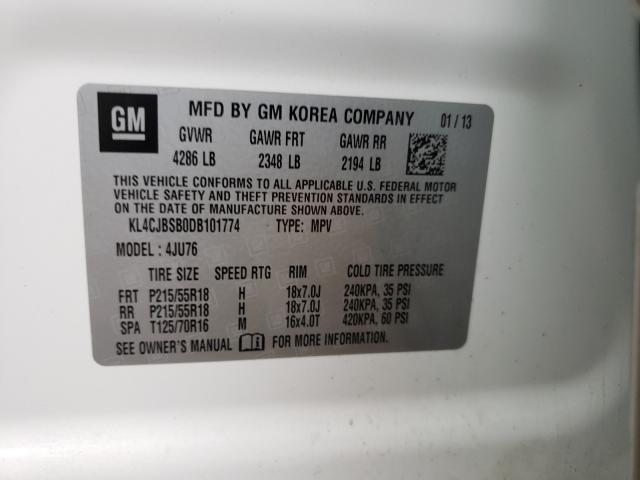 GM
MFD BY GM KOREA COMPANY 01 / 13
GVWR GAWR FRT GAWR RR
4286 LB 2348 LB 2194 LB
THIS VEHICLE CONFORMS TO ALL APPLICABLE U.S. FEDERAL MOTOR
VEHICLE SAFETY AND THEFT PREVENTION STANDARDS IN EFFECT
ON THE DATE OF MANUFACTURE SHOWN ABOVE.
KL4CJBSB0DB101774 TYPE: MPV
MODEL : 4JU76
TIRE SIZE SPEED RTG RIM COLD TIRE PRESSURE
FRT P215/55R18 H 18x7.0J 240KPA, 35 PSI
RR P215/55R18 H 18x7.0J 240KPA, 35 PSI
SPA T125/70R16 M 16x4.0T 420KPA, 60 PSI
SEE OWNER'S MANUAL FOR MORE INFORMATION.